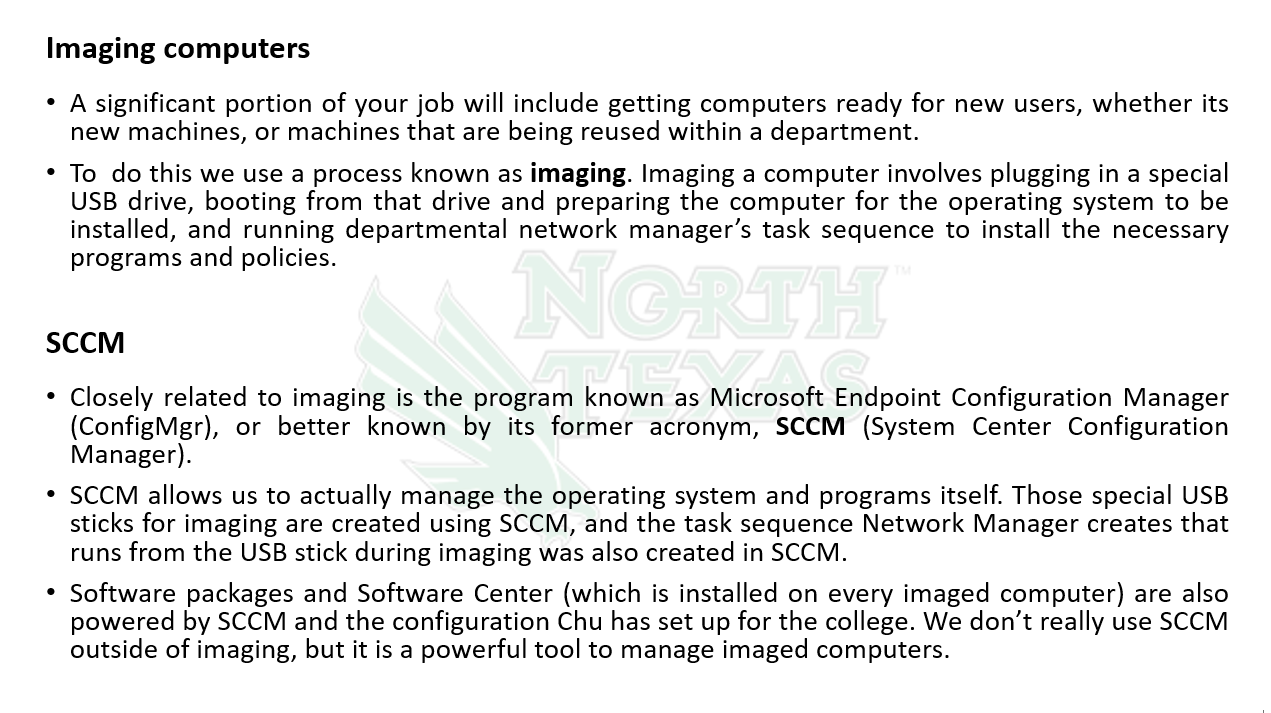 Imaging computers
• A significant portion of your job will include getting computers ready for new users, whether its
new machines, or machines that are being reused within a department.
• To  do this we use a process known as imaging. Imaging a computer involves plugging in a special
USB drive, booting from that drive and preparing the computer for the operating system to be
installed, and running departmental network manager’s task sequence to install the necessary
programs and policies.
NORTH TM
TEXAS
SCCM
• Closely related to imaging is the program known as Microsoft Endpoint Configuration Manager
(ConfigMgr), or better known by its former acronym, SCCM (System Center Configuration
Manager).
• SCCM allows us to actually manage the operating system and programs itself. Those special USB
sticks for imaging are created using SCCM, and the task sequence Network Manager creates that
runs from the USB stick during imaging was also created in SCCM.
• Software packages and Software Center (which is installed on every imaged computer) are also
powered by SCCM and the configuration Chu has set up for the college. We don’t really use SCCM
outside of imaging, but it is a powerful tool to manage imaged computers.